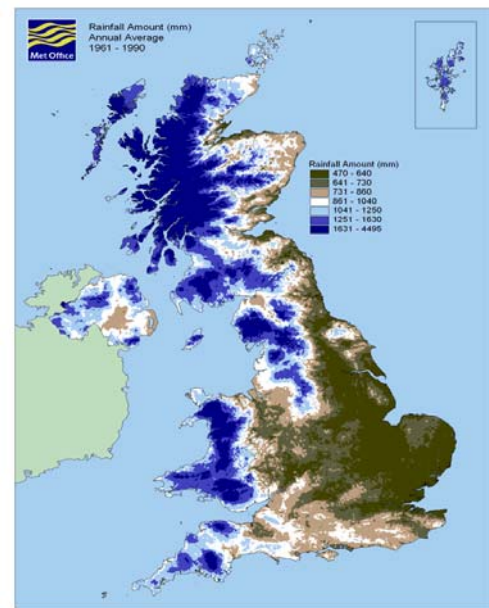 Met Office
Rainfall Amount (mm)
Annual Average
1961 - 1990
Rainfall Amount (mm)
470 - 640
641 - 730
731 - 860
861 - 1040
1041 - 1250
1251 - 1630
1631 - 4495